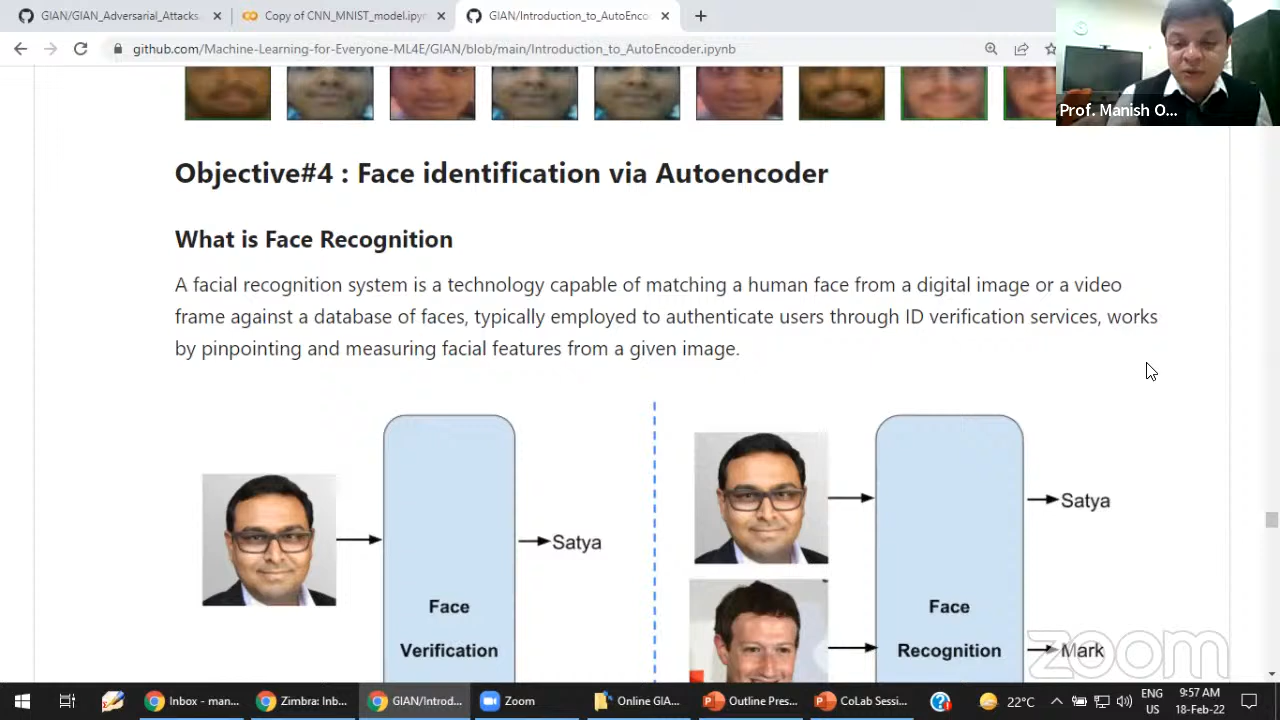 GIAN/GIAN_Adversarial_Attacks.
Copy of CNN_MNIST_model.ipyn
GIAN/Introduction_to_AutoEnco
github.com/Machine-Learning-for-Everyone-ML4E/GIAN/blob/main/Introduction_to_AutoEncoder.ipynb
Prof. Manish O...
Objective#4 : Face identification via Autoencoder
What is Face Recognition
A facial recognition system is a technology capable of matching a human face from a digital image or a video
frame against a database of faces, typically employed to authenticate users through ID verification services, works
by pinpointing and measuring facial features from a given image.
Satya
Face
Verification
Satya
Face
Recognition
Mark
zoom
Inbox - man...
Zimbra: Inb...
GIAN/Introd...
Zoom
Online GIA...
Outline Pres...
CoLab Sessi...
22°C
ENG
US
9:57 AM
18-Feb-22